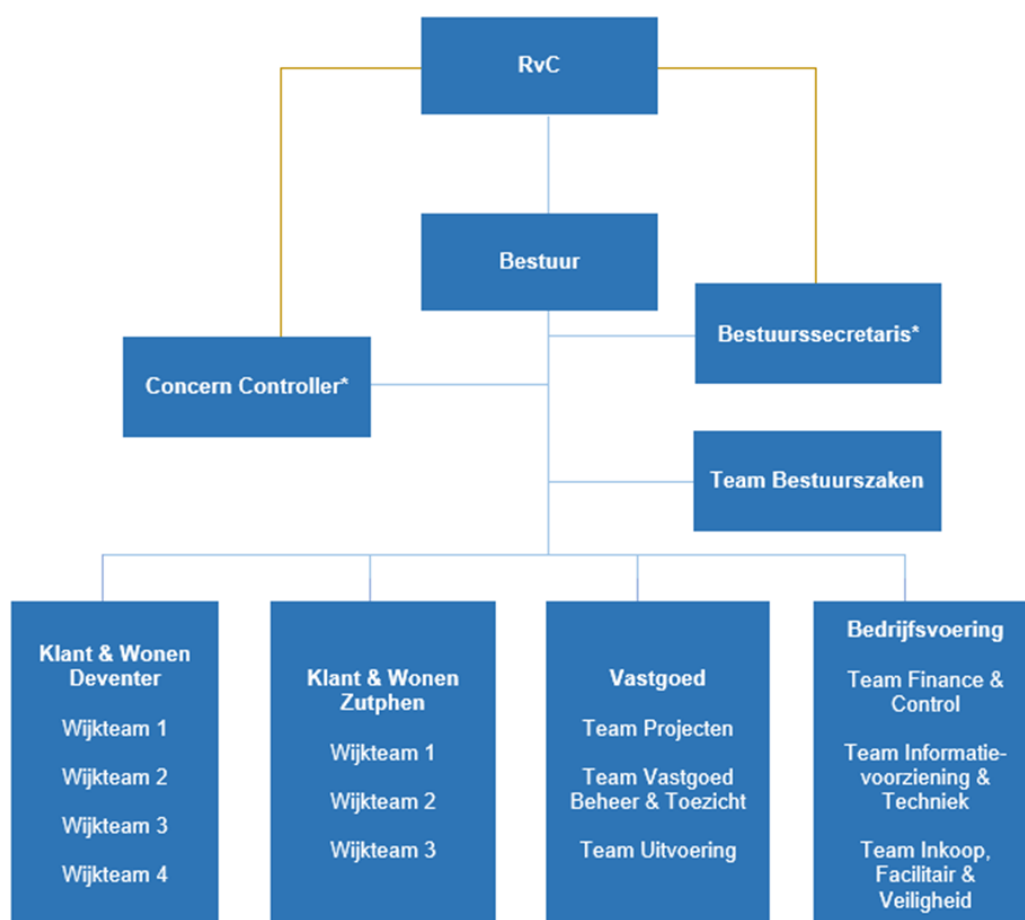 RvC
Bestuur
Bestuurssecretaris*
Concern Controller*
Team Bestuurszaken
Klant & Wonen
Deventer
Wijkteam 1
Wijkteam 2
Wijkteam 3
Wijkteam 4
Klant & Wonen
Zutphen
Wijkteam 1
Wijkteam 2
Wijkteam 3
Vastgoed
Team Projecten
Team Vastgoed
Beheer & Toezicht
Team Uitvoering
Bedrijfsvoering
Team Finance &
Control
Team Informatie-
voorziening &
Techniek
Team Inkoop,
Facilitair &
Veiligheid